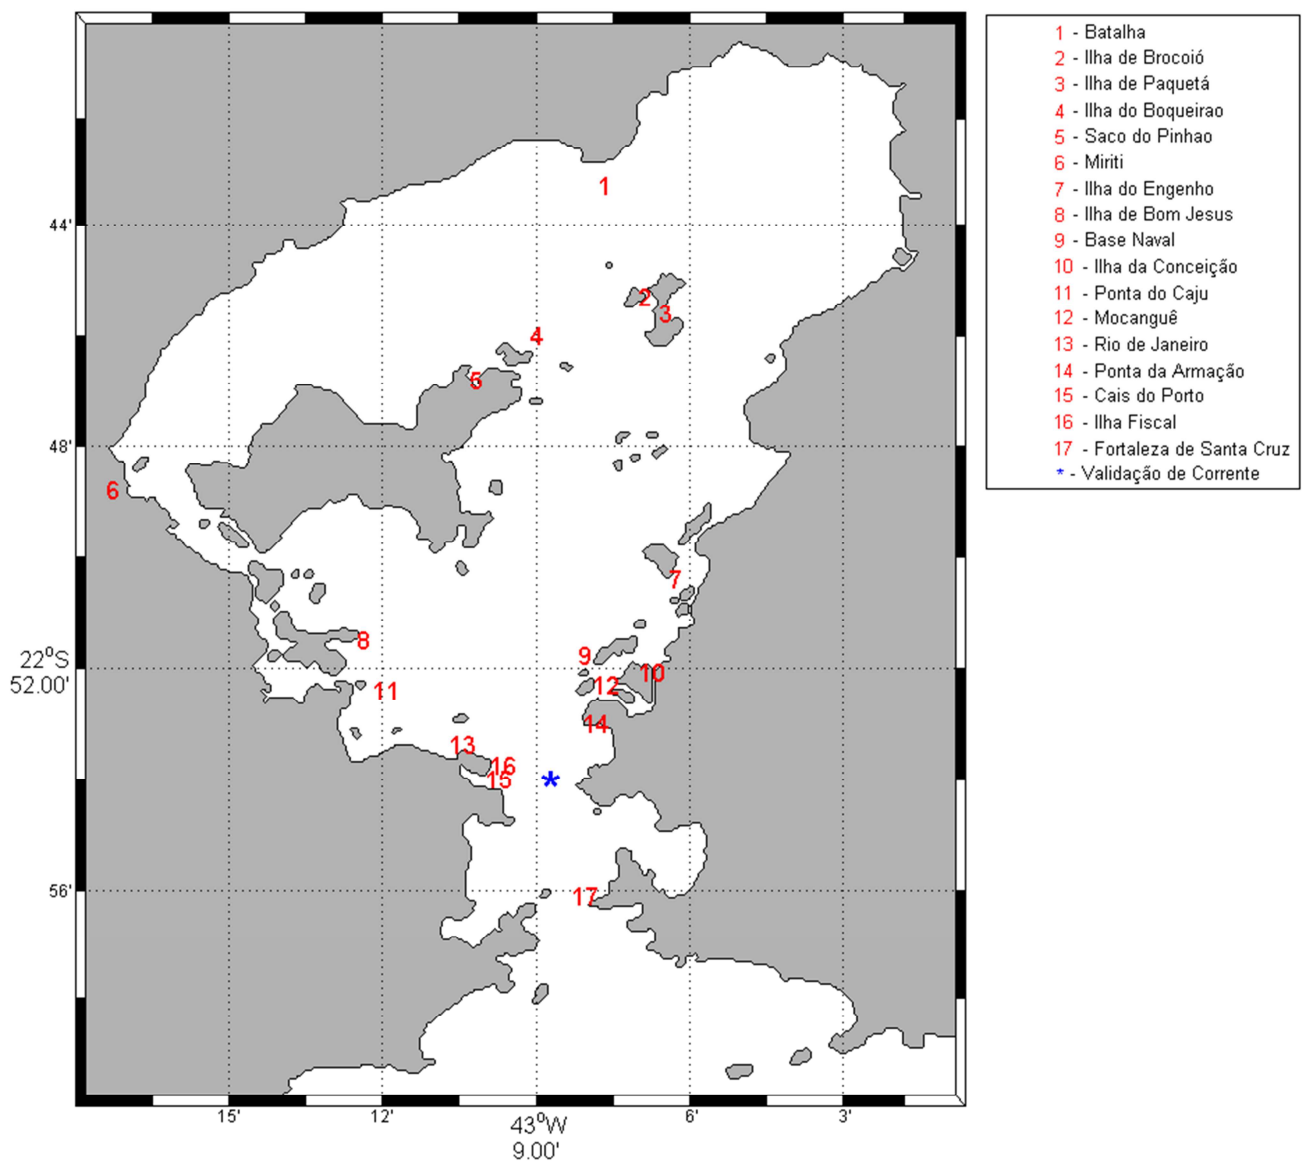 1 - Batalha
2 - Ilha de Brocoió
3 - Ilha de Paquetá
4 - Ilha do Boqueirao
5 - Saco do Pinhao
6 - Miriti
7 - Ilha do Engenho
8 - Ilha de Bom Jesus
9 - Base Naval
10 - Ilha da Conceição
11 - Ponta do Caju
12 - Mocanguê
13 - Rio de Janeiro
14 - Ponta da Armação
15 - Cais do Porto
16 - Ilha Fiscal
17 - Fortaleza de Santa Cruz
* - Validação de Corrente
1
44'
2
3
4
5
48'
6
7
8
9
22°S
52.00'
10
12
11
14
13
16
15
*
56'
17
15'
12'
43°W
9.00'
6'
3'